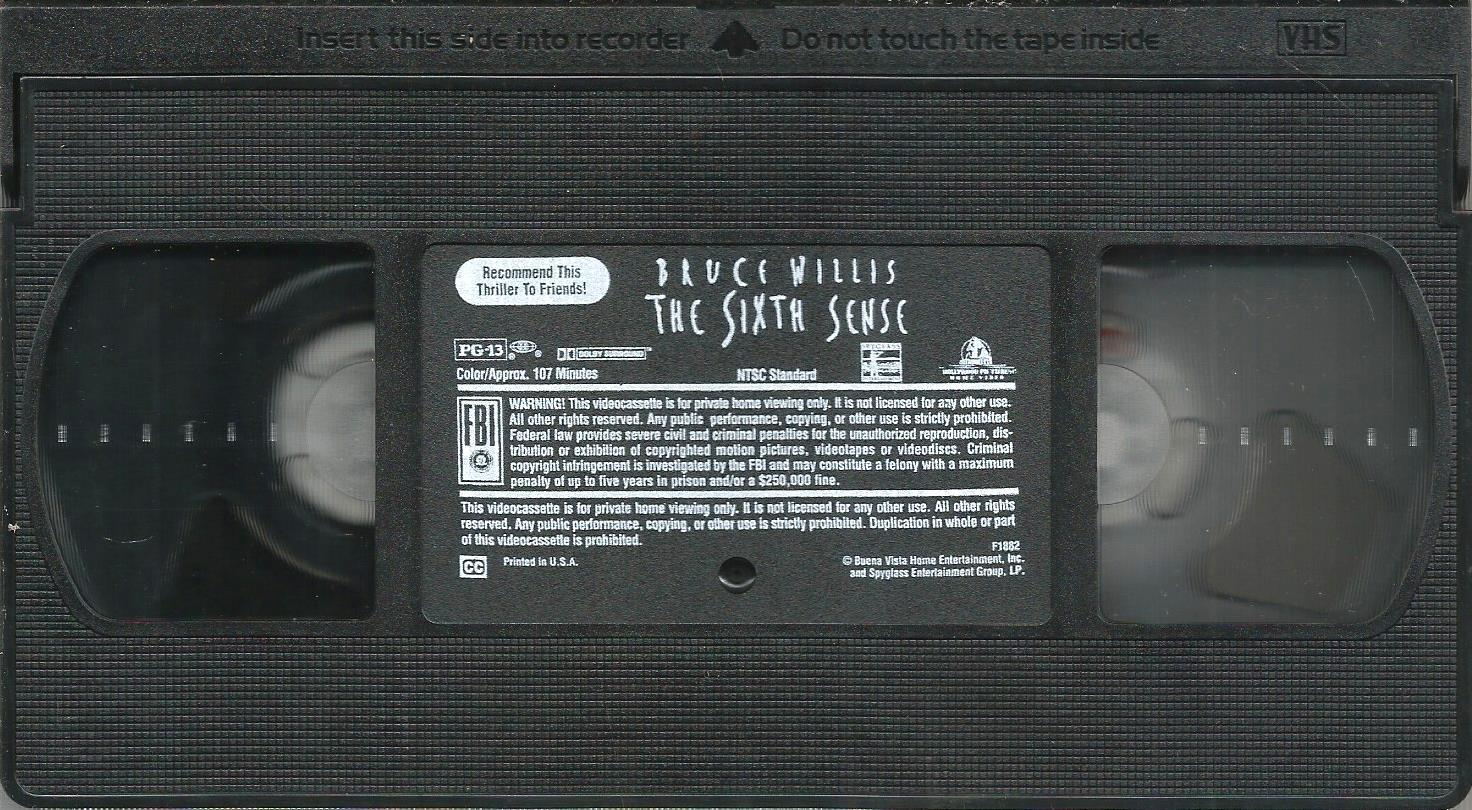 Insert this side into recorder Do not touch the tape inside VHS
Recommend This
Thriller To Friends!
BRUCE WILLIS
THE SIXTH SENSE
PG-13 DOLBY SURROUND SPYGLASS
HOLLYWOOD PICTURES
HOME VIDEO
Color/Approx. 107 Minutes NTSC Standard
FBI
WARNING! This videocassette is for private home viewing only. It is not licensed for any other use.
All other rights reserved. Any public performance, copying, or other use is strictly prohibited.
Federal law provides severe civil and criminal penalties for the unauthorized reproduction, dis-
tribution or exhibition of copyrighted motion pictures, videotapes or videodiscs. Criminal
copyright infringement is investigated by the FBI and may constitute a felony with a maximum
penalty of up to five years in prison and/or a $250,000 fine.
This videocassette is for private home viewing only. It is not licensed for any other use. All other rights
reserved. Any public performance, copying, or other use is strictly prohibited. Duplication in whole or part
of this videocassette is prohibited.
F1882
CC Printed in U.S.A. © Buena Vista Home Entertainment, Inc.
and Spyglass Entertainment Group, LP.